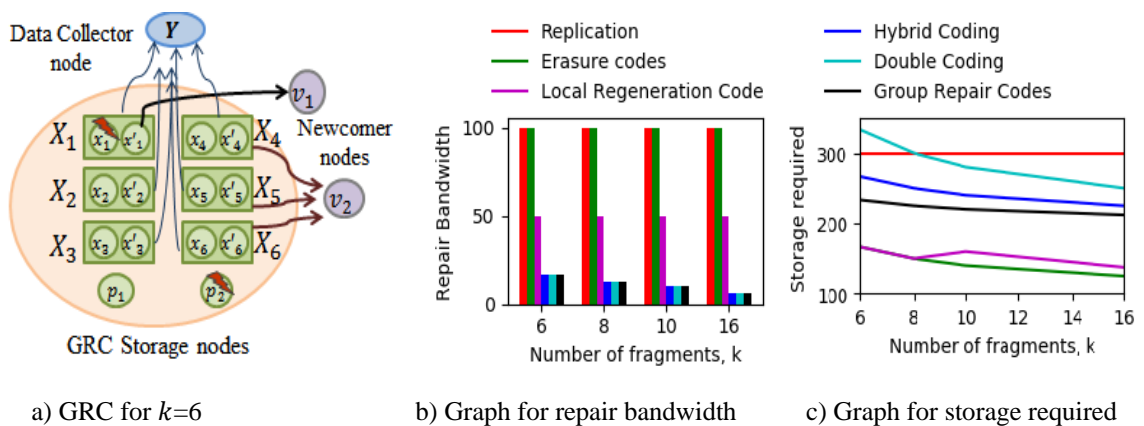 Data Collector
node
Y
v₁
Newcomer
nodes
v₂
X₁ x₁ x'₁ x₄ x'₄ X₄
X₂ x₂ x'₂ x₅ x'₅ X₅
X₃ x₃ x'₃ x₆ x'₆ X₆
p₁ p₂
GRC Storage nodes
a) GRC for k=6
Replication
Erasure codes
Local Regeneration Code
Repair Bandwidth
100
50
0
6 8 10 16
Number of fragments, k
b) Graph for repair bandwidth
Hybrid Coding
Double Coding
Group Repair Codes
Storage required
300
200
100
6 8 10 12 14 16
Number of fragments, k
c) Graph for storage required